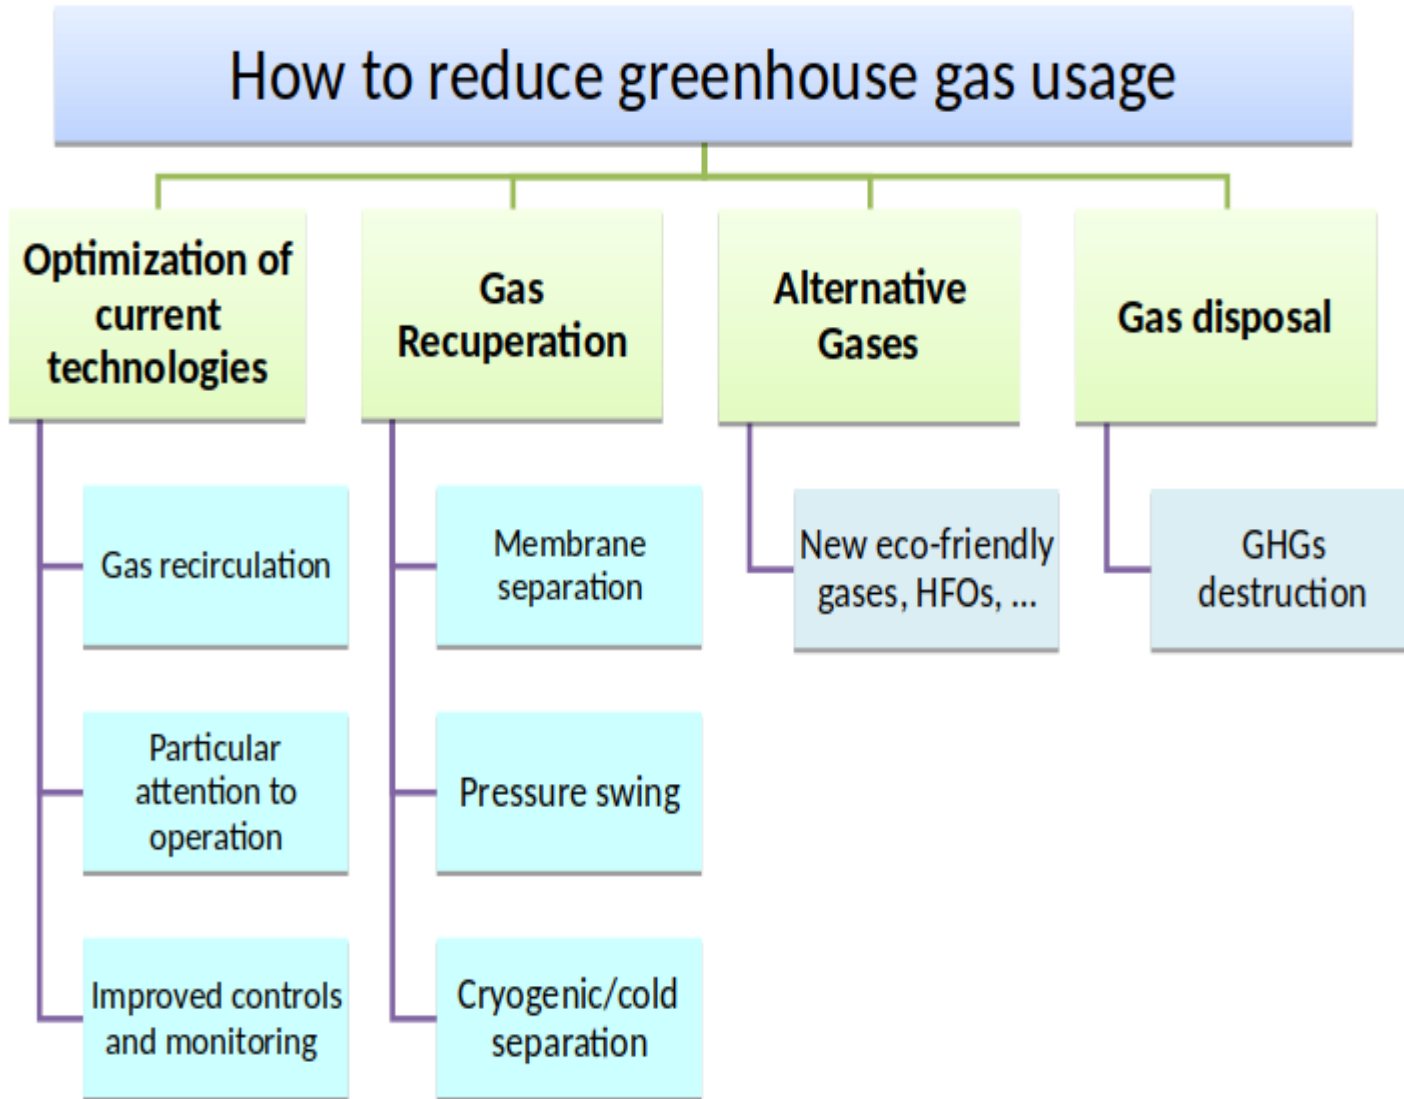 How to reduce greenhouse gas usage
Optimization of
current
technologies
Gas recirculation
Particular
attention to
operation
Improved controls
and monitoring
Gas
Recuperation
Membrane
separation
Pressure swing
Cryogenic/cold
separation
Alternative
Gases
New eco-friendly
gases, HFOs, ...
Gas disposal
GHGs
destruction